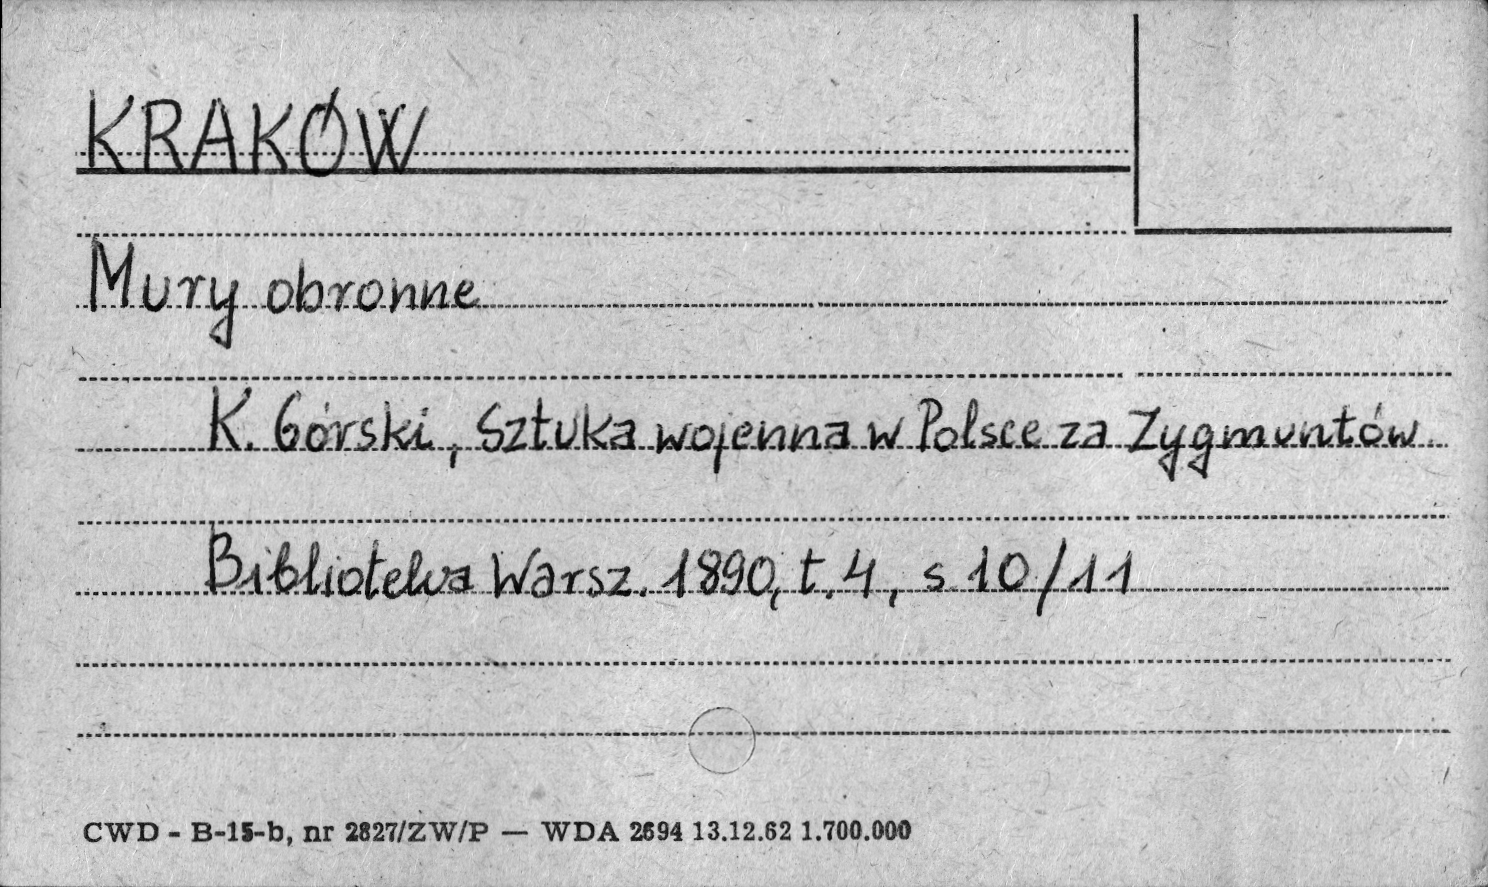 KRAKÓW
Mury obronne
K. Górski, Sztuka wojenna w Polsce za Zygmuntów.
Biblioteka Warsz. 1890, t. 4, s 10/11
CWD - B-15-b, nr 2827/ZW/P — WDA 2694 13.12.62 1.700.000